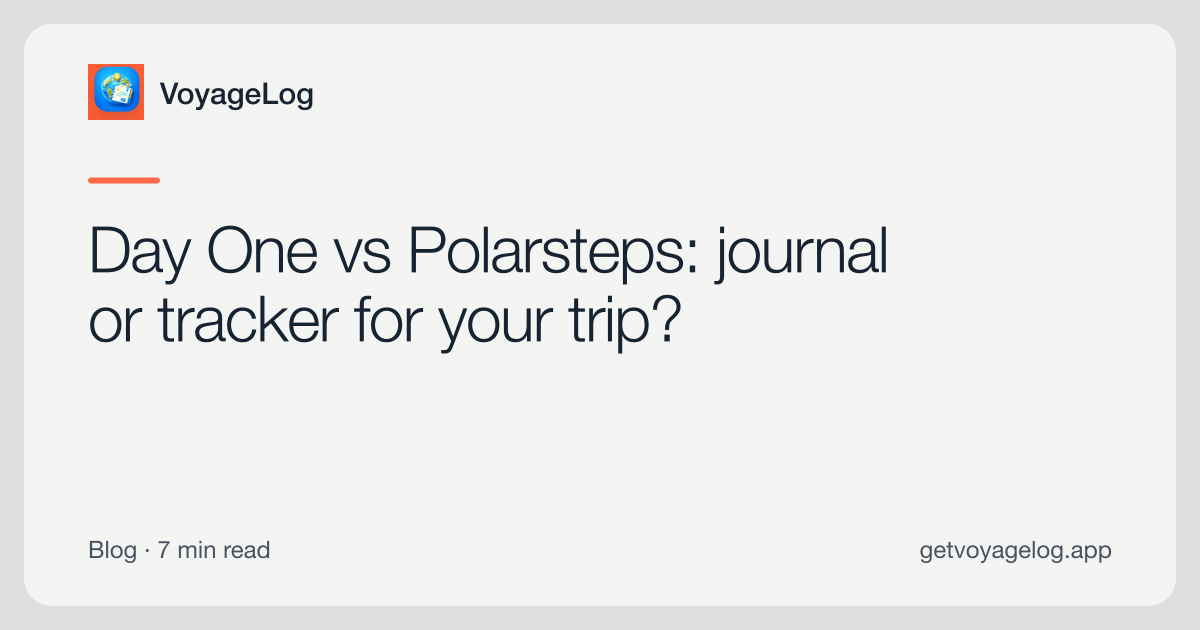 VoyageLog
Day One vs Polarsteps: journal
or tracker for your trip?
Blog · 7 min read
getvoyagelog.app